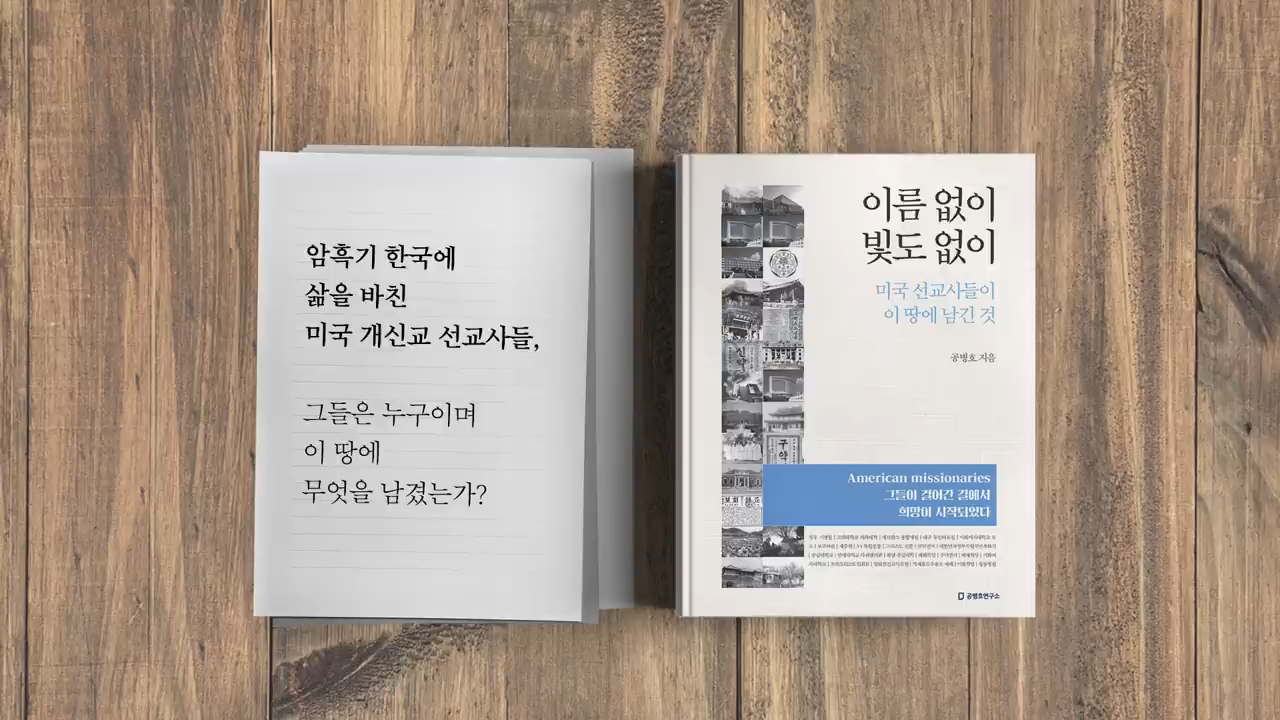 암흑기 한국에
삶을 바친
미국 개신교 선교사들,
그들은 누구이며
이 땅에
무엇을 남겼는가?
이름 없이
빛도 없이
미국 선교사들이
이 땅에 남긴 것
공병호 지음
구약
American missionaries
그들이 걸어간 길에서
희망이 시작되었다
공병호연구소